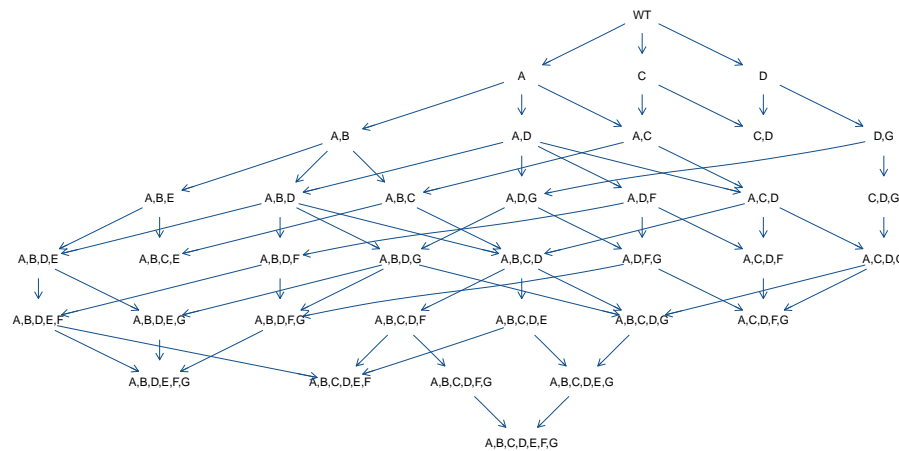 WT
A C D
A,B A,D A,C C,D D,G
A,B,E A,B,D A,B,C A,D,G A,D,F A,C,D C,D,G
A,B,D,E A,B,C,E A,B,D,F A,B,D,G A,B,C,D A,D,F,G A,C,D,F A,C,D,G
A,B,D,E,F A,B,D,E,G A,B,D,F,G A,B,C,D,F A,B,C,D,E A,B,C,D,G A,C,D,F,G
A,B,D,E,F,G A,B,C,D,E,F A,B,C,D,F,G A,B,C,D,E,G
A,B,C,D,E,F,G